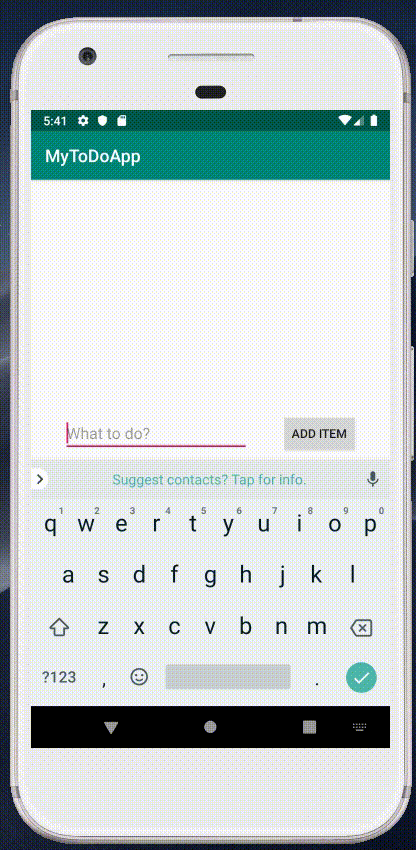 5:41
MyToDoApp
What to do?
ADD ITEM
Suggest contacts? Tap for info.
1 2 3 4 5 6 7 8 9 0
q w e r t y u i o p
a s d f g h j k l
z x c v b n m
?123 , .